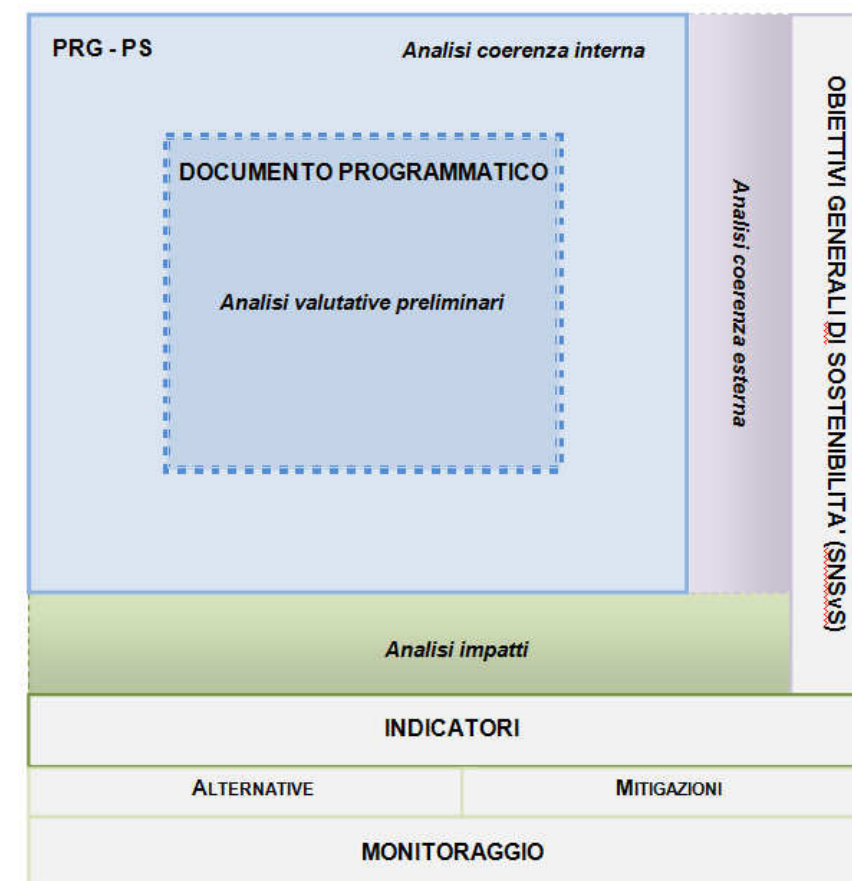 PRG - PS
Analisi coerenza interna
DOCUMENTO PROGRAMMATICO
Analisi valutative preliminari
Analisi coerenza esterna
OBIETTIVI GENERALI DI SOSTENIBILITA' (SNSvS)
Analisi impatti
INDICATORI
ALTERNATIVE
MITIGAZIONI
MONITORAGGIO